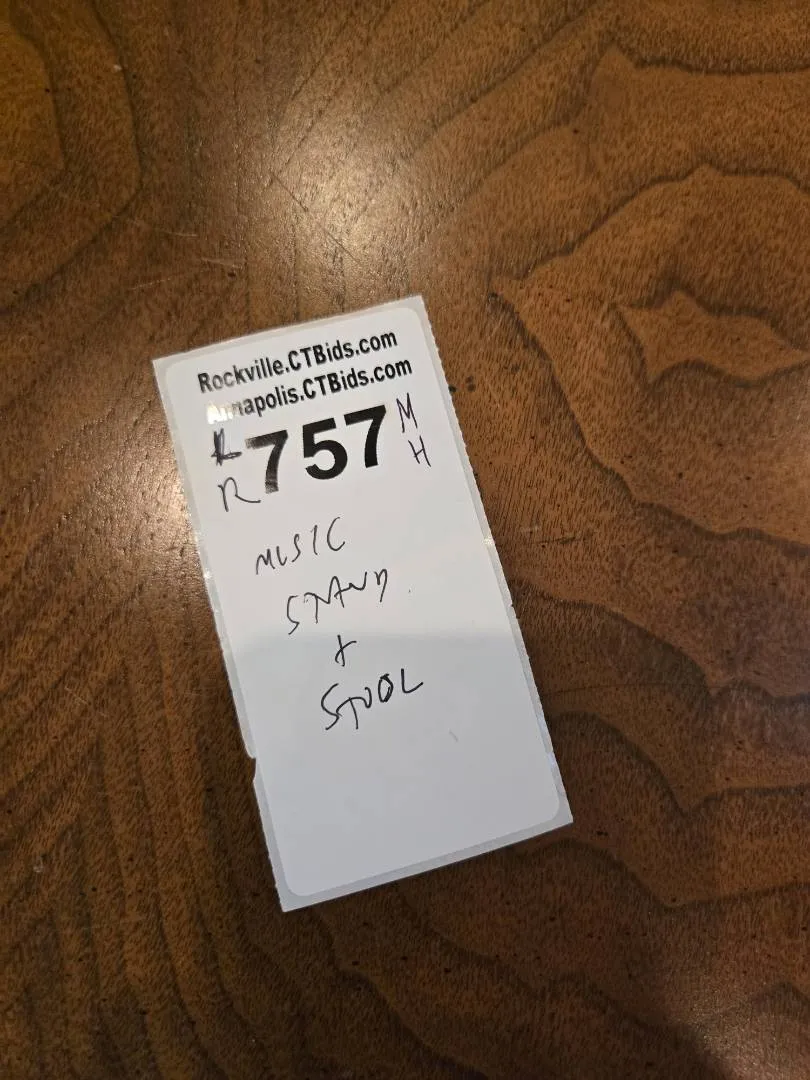 Rockville.CTBids.com
Annapolis.CTBids.com
L 757 M
R H
MUSIC
STAND
+
STOOL